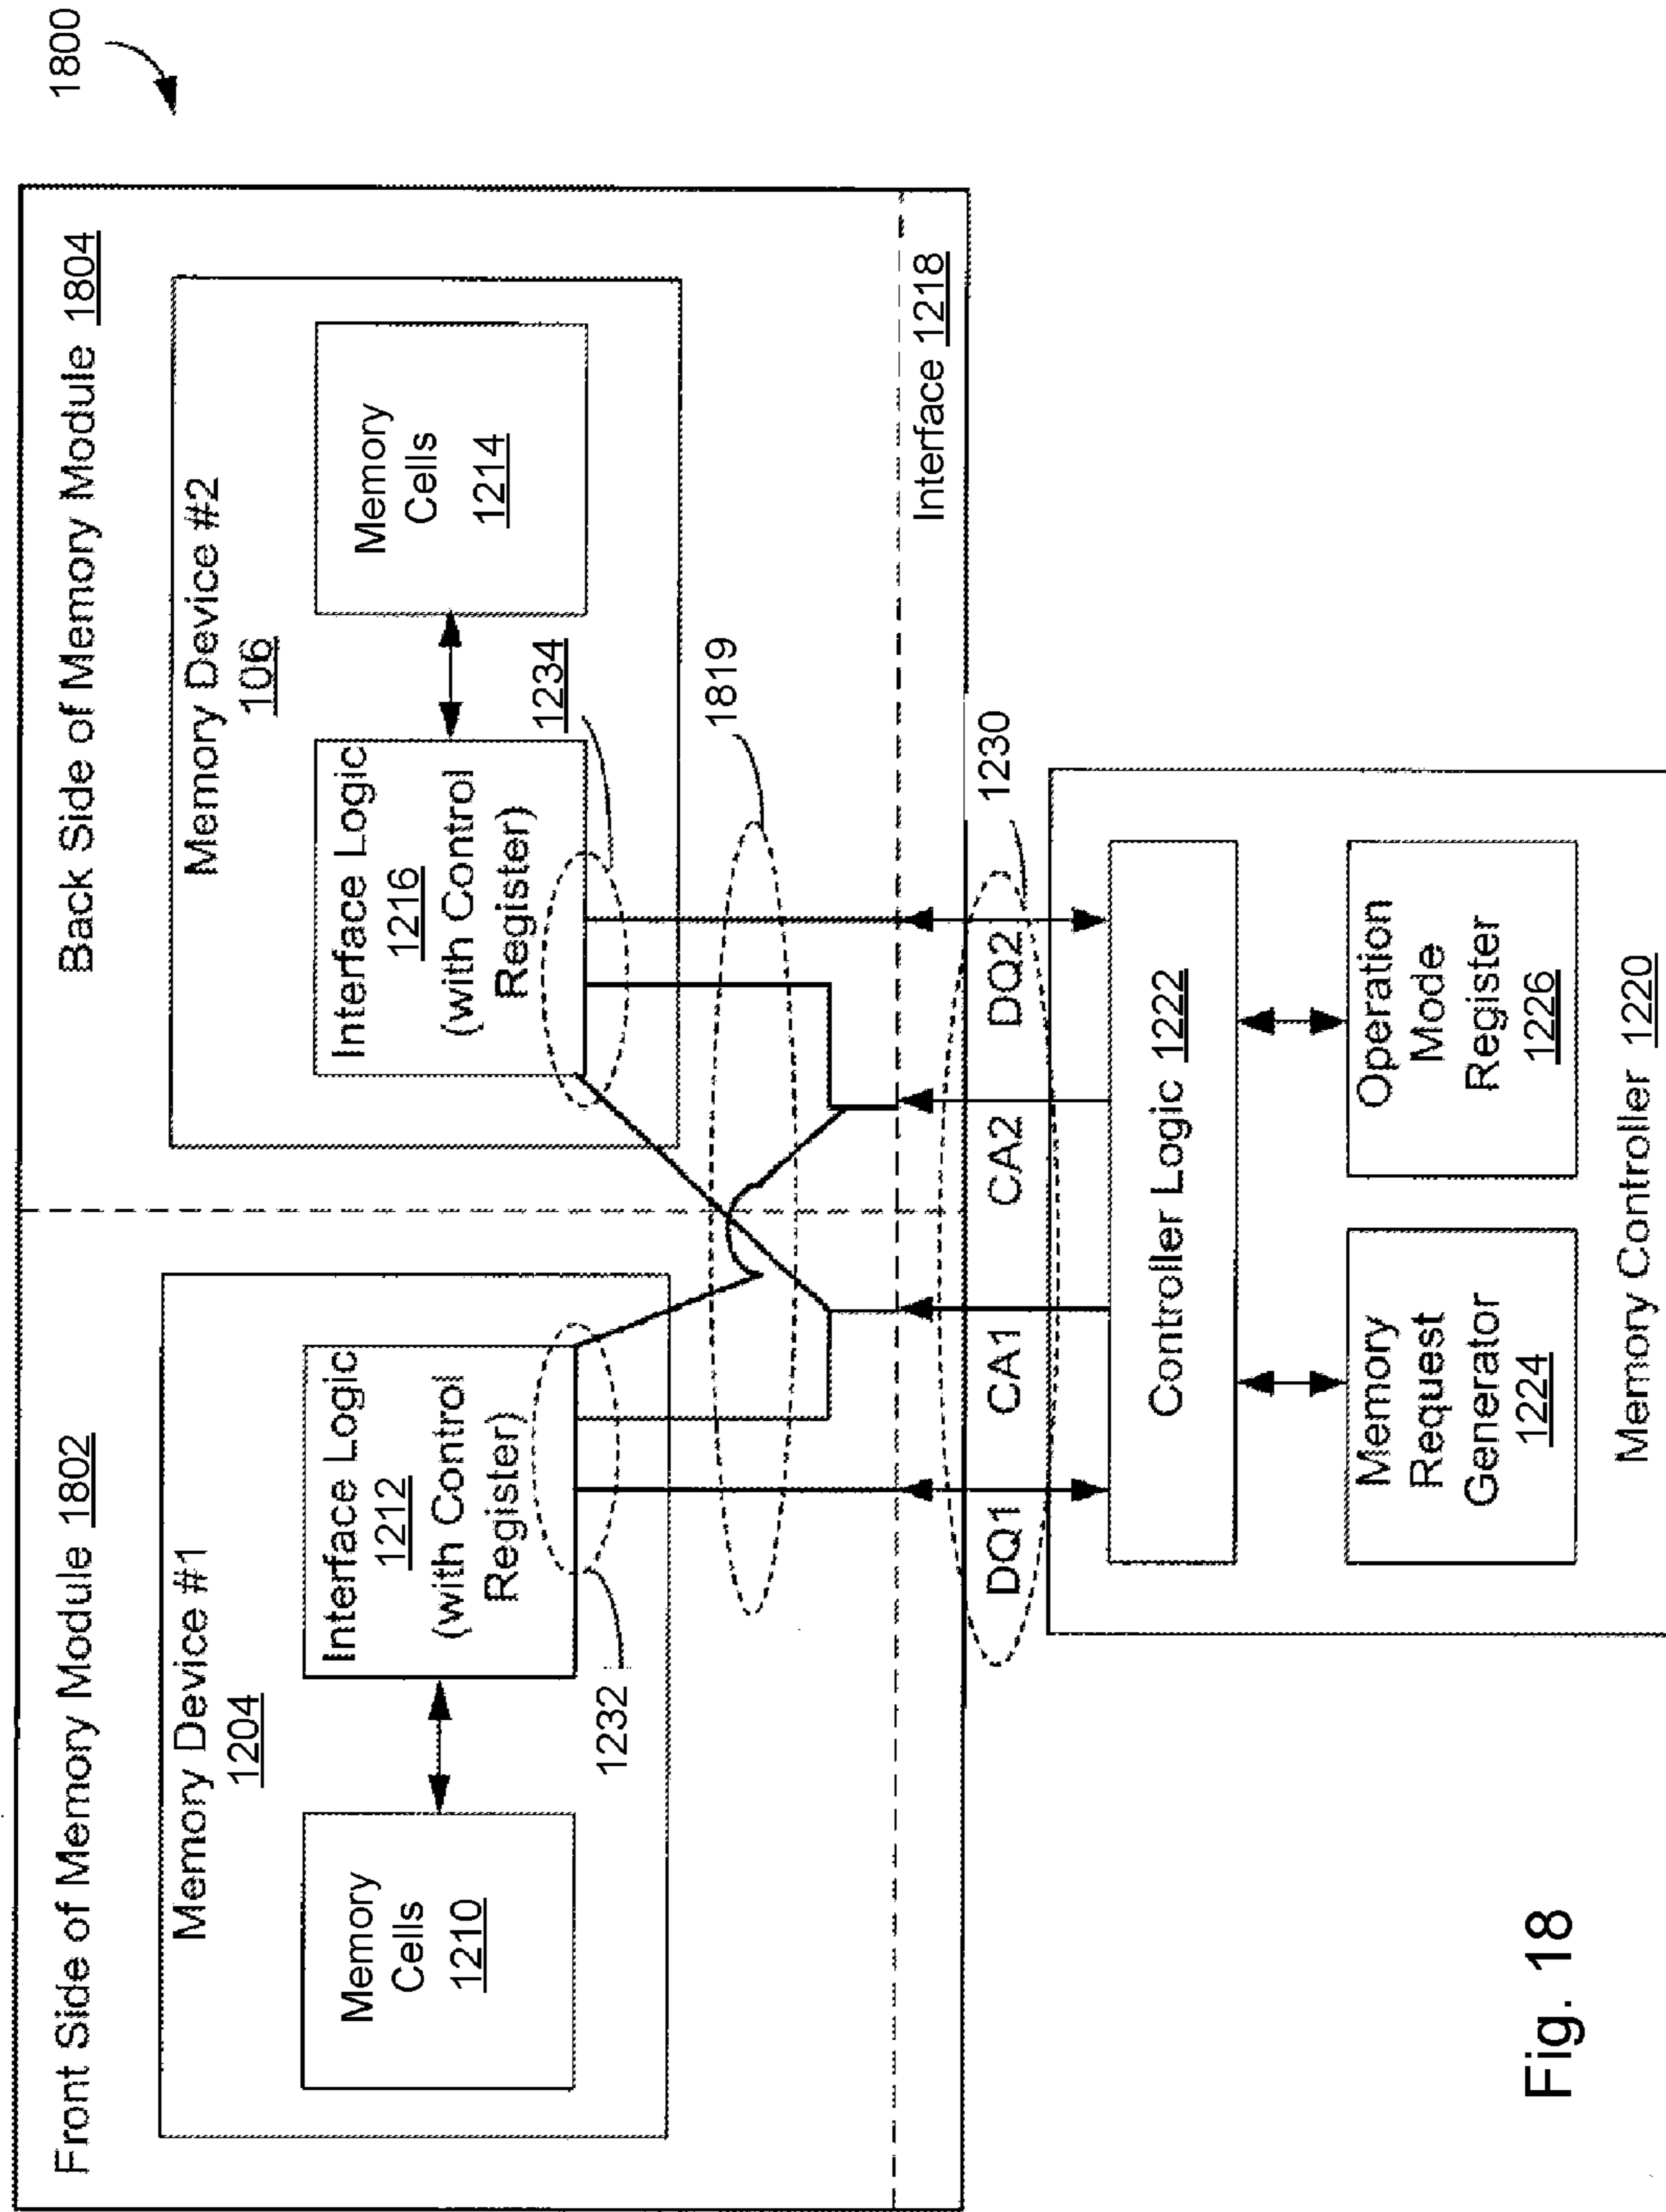 1800
Front Side of Memory Module 1802
Back Side of Memory Module 1804
Memory Device #1
1204
Memory
Cells
1210
Interface Logic
1212
(with Control
Register)
1232
Memory Device #2
106
Interface Logic
1216
(with Control
Register)
1234
Memory
Cells
1214
1819
Interface 1218
DQ1
CA1
CA2
DQ2
1230
Controller Logic 1222
Memory
Request
Generator
1224
Operation
Mode
Register
1226
Memory Controller 1220
Fig. 18